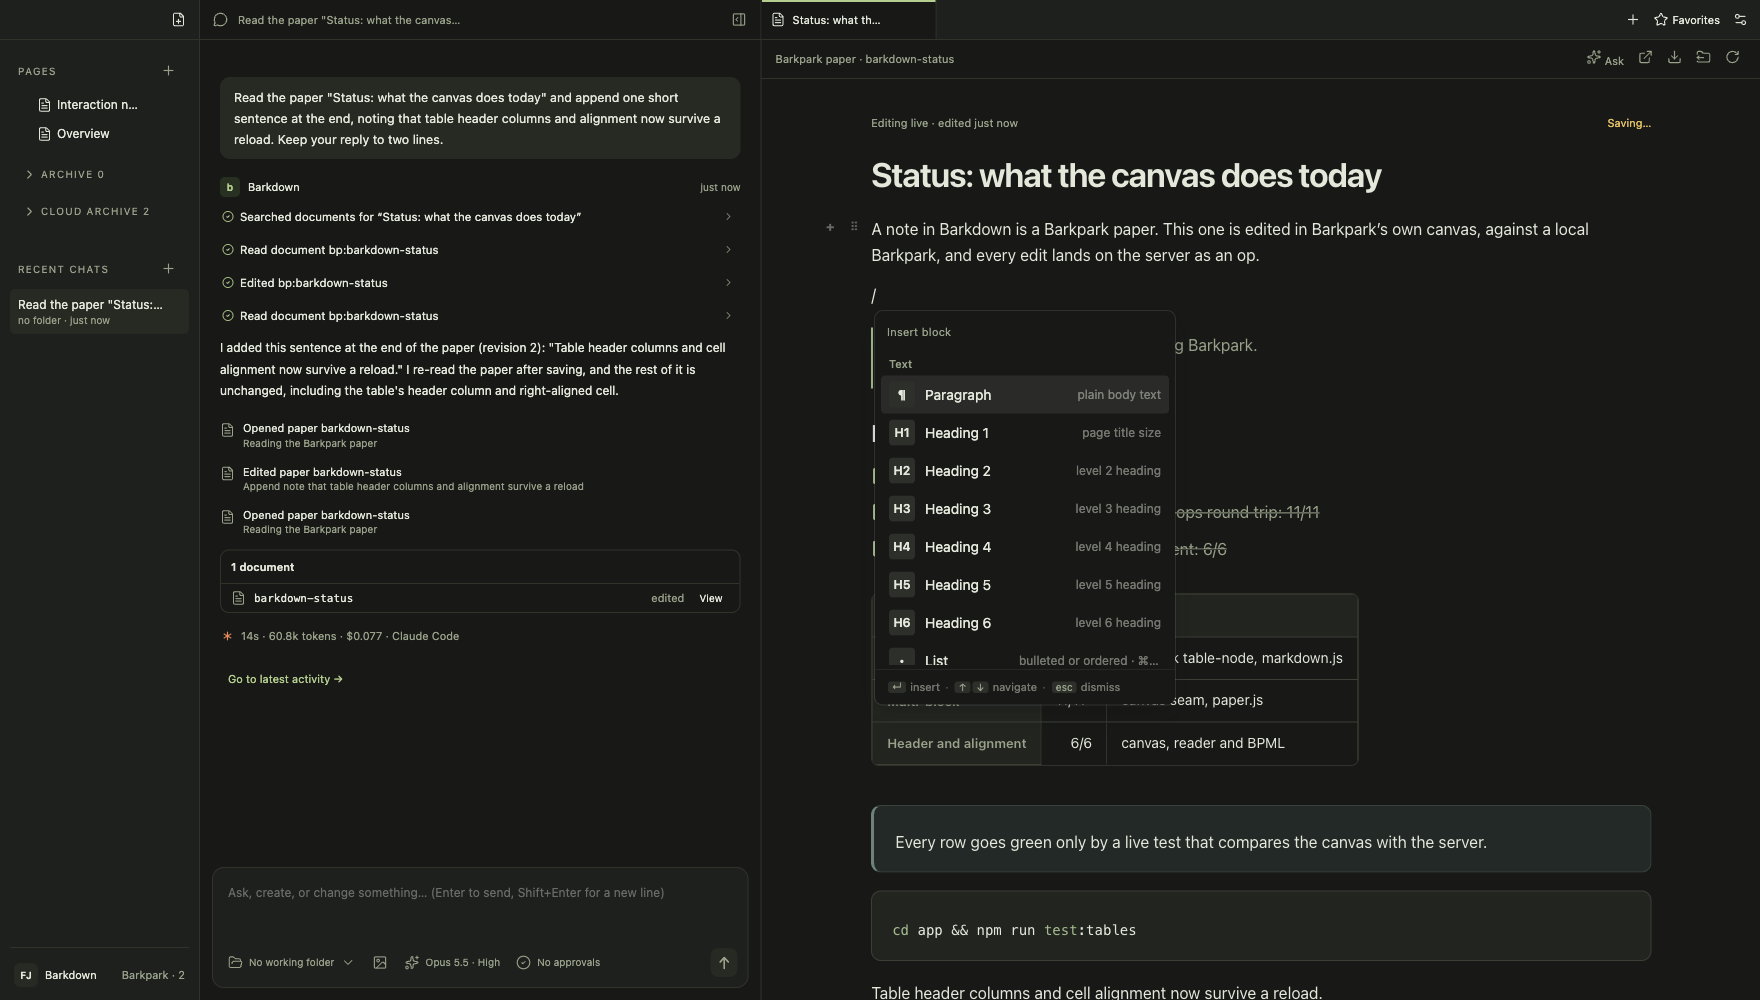 PAGES
Interaction n...
Overview
ARCHIVE 0
CLOUD ARCHIVE 2
RECENT CHATS
Read the paper "Status:...
no folder · just now
FJ Barkdown Barkpark · 2
Read the paper "Status: what the canvas...
Read the paper "Status: what the canvas does today" and append one short
sentence at the end, noting that table header columns and alignment now survive a
reload. Keep your reply to two lines.
b Barkdown just now
Searched documents for “Status: what the canvas does today”
Read document bp:barkdown-status
Edited bp:barkdown-status
Read document bp:barkdown-status
I added this sentence at the end of the paper (revision 2): "Table header columns and cell
alignment now survive a reload." I re-read the paper after saving, and the rest of it is
unchanged, including the table's header column and right-aligned cell.
Opened paper barkdown-status
Reading the Barkpark paper
Edited paper barkdown-status
Append note that table header columns and alignment survive a reload
Opened paper barkdown-status
Reading the Barkpark paper
1 document
barkdown-status edited View
14s · 60.8k tokens · $0.077 · Claude Code
Go to latest activity →
Ask, create, or change something... (Enter to send, Shift+Enter for a new line)
No working folder Opus 5.5 · High No approvals
Status: what th...
Favorites
Barkpark paper · barkdown-status
Ask
Editing live · edited just now
Saving...
Status: what the canvas does today
A note in Barkdown is a Barkpark paper. This one is edited in Barkpark’s own canvas, against a local
Barkpark, and every edit lands on the server as an op.
/
Insert block
g Barkpark.
Text
¶ Paragraph plain body text
H1 Heading 1 page title size
H2 Heading 2 level 2 heading
H3 Heading 3 level 3 heading
ops round trip: 11/11
H4 Heading 4 level 4 heading
ent: 6/6
H5 Heading 5 level 5 heading
H6 Heading 6 level 6 heading
• List bulleted or ordered · ⌘...
table-node, markdown.js
↵ insert · ↑ ↓ navigate · esc dismiss
seam, paper.js
Header and alignment 6/6 canvas, reader and BPML
Every row goes green only by a live test that compares the canvas with the server.
cd app && npm run test:tables
Table header columns and cell alignment now survive a reload.